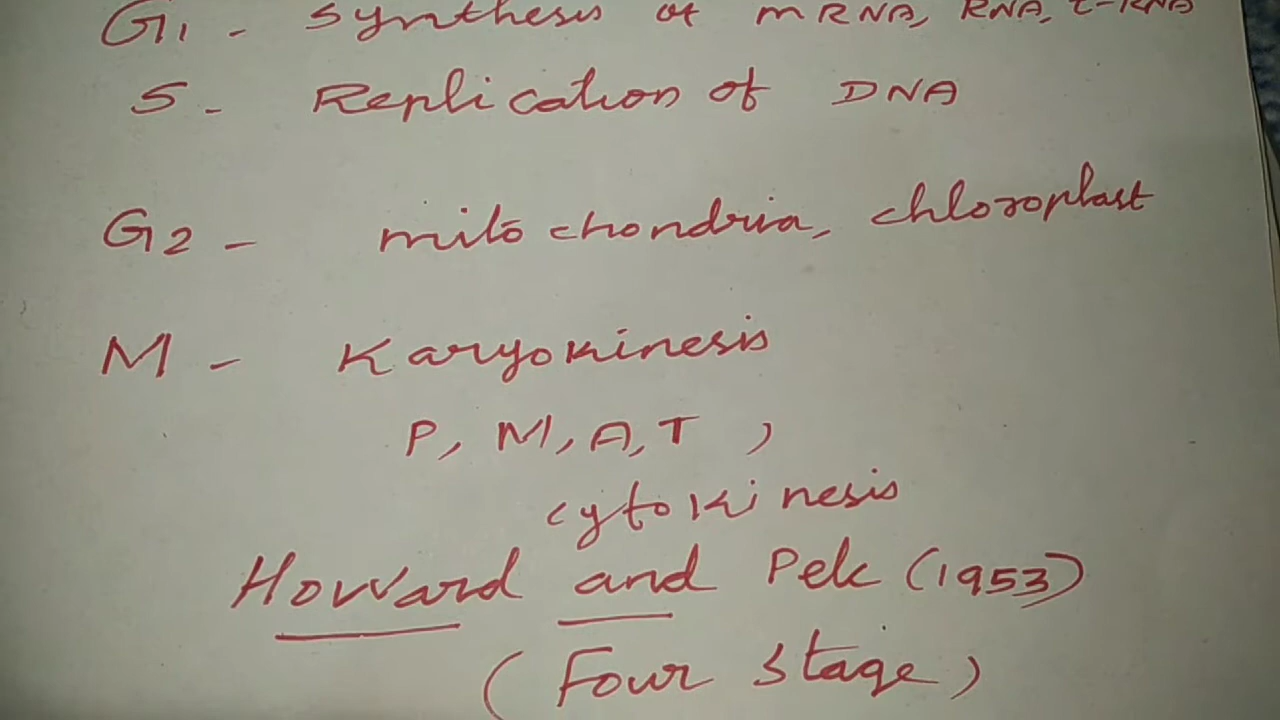 G1 - Synthesis of mRNA, RNA, t-RNA
S - Replication of DNA
G2 - mitochondria, chloroplast
M - Karyokinesis
P, M, A, T ,
cytokinesis
Howard and Pelc (1953)
(Four stage)